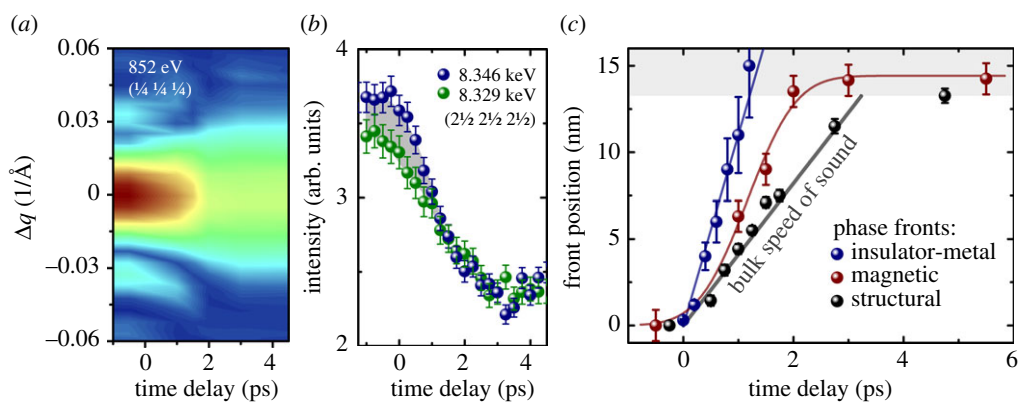 (a)
0.06
0.03
0
–0.03
–0.06
Δq (1/Å)
852 eV
(¼ ¼ ¼)
0 2 4
time delay (ps)
(b)
4
3
2
intensity (arb. units)
8.346 keV
8.329 keV
(2½ 2½ 2½)
0 2 4
time delay (ps)
(c)
15
10
5
0
front position (nm)
bulk speed of sound
phase fronts:
insulator-metal
magnetic
structural
0 2 4 6
time delay (ps)